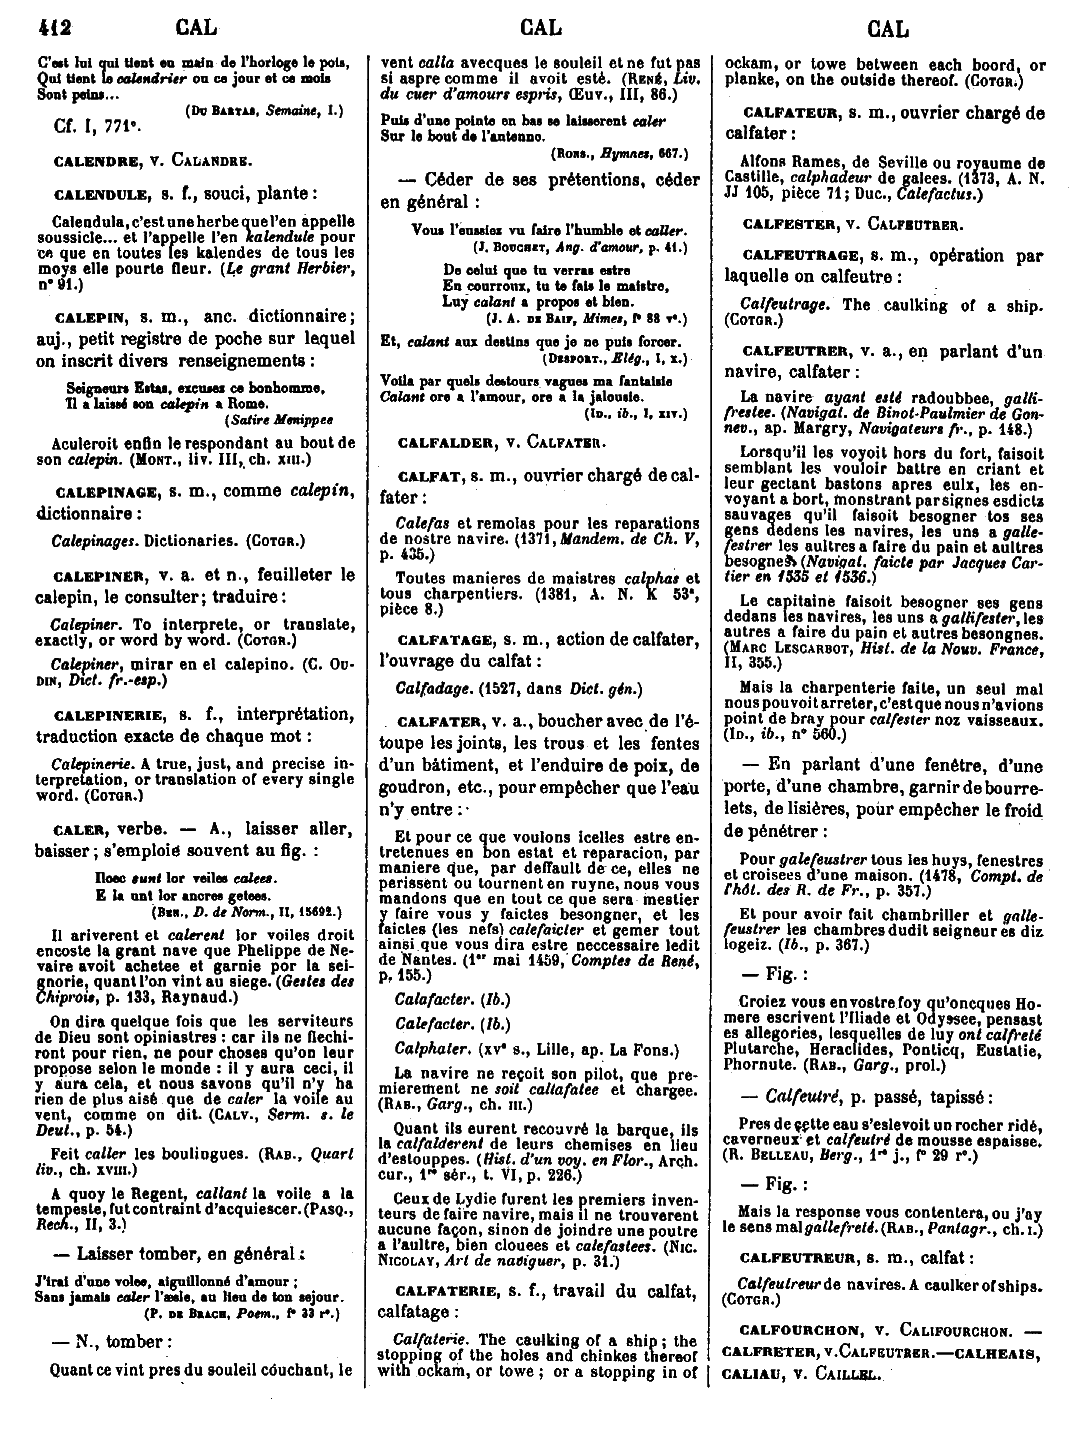 412 CAL CAL CAL
C'est lui qui tient en main de l'horloge le pois,
Qui tient le calendrier ou ce jour et ce mois
Sont peins...
(Du Bartas, Semaine, I.)
Cf. I, 771ª.
CALENDRE, v. Calandre.
CALENDULE, s. f., souci, plante :
Calendula, c'est une herbe que l'en appelle
soussicle... et l'appelle l'en kalendule pour
ce que en toutes les kalendes de tous les
moys elle pourte fleur. (Le grant Herbier,
n° 91.)
CALEPIN, s. m., anc. dictionnaire;
auj., petit registre de poche sur lequel
on inscrit divers renseignements :
Seigneurs Estas, excuses ce bonhomme,
Il a laissé son calepin a Rome.
(Satire Menippee
Aculeroit enfin le respondant au bout de
son calepin. (Mont., liv. III, ch. xiii.)
CALEPINAGE, s. m., comme calepin,
dictionnaire :
Calepinages. Dictionaries. (Cotgr.)
CALEPINER, v. a. et n., feuilleter le
calepin, le consulter; traduire :
Calepiner. To interprete, or translate,
exactly, or word by word. (Cotgr.)
Calepiner, mirar en el calepino. (C. Ou-
din, Dict. fr.-esp.)
CALEPINERIE, s. f., interprétation,
traduction exacte de chaque mot :
Calepinerie. A true, just, and precise in-
terpretation, or translation of every single
word. (Cotgr.)
CALER, verbe. — A., laisser aller,
baisser; s'emploie souvent au fig. :
Iloec sunt lor veiles calees.
E la unt lor ancres getees.
(Ben., D. de Norm., II, 15692.)
Il ariverent et calerent lor voiles droit
encoste la grant nave que Phelippe de Ne-
vaire avoit achetee et garnie por la sei-
gnorie, quant l'on vint au siege. (Gestes des
Chiprois, p. 133, Raynaud.)
On dira quelque fois que les serviteurs
de Dieu sont opiniastres : car ils ne flechi-
ront pour rien, ne pour choses qu'on leur
propose selon le monde : il y aura ceci, il
y aura cela, et nous savons qu'il n'y ha
rien de plus aisé que de caler la voile au
vent, comme on dit. (Calv., Serm. s. le
Deut., p. 54.)
Feit caller les boulingues. (Rab., Quart
liv., ch. xviii.)
A quoy le Regent, callant la voile a la
tempeste, fut contraint d'acquiescer. (Pasq.,
Rech., II, 3.)
— Laisser tomber, en général :
J'irai d'une volee, aiguillonné d'amour ;
Sans jamais caler l'æsle, au lieu de ton sejour.
(P. de Brach, Poem., f° 33 r°.)
— N., tomber :
Quant ce vint pres du souleil couchant, le
vent calla avecques le souleil et ne fut pas
si aspre comme il avoit esté. (René, Liv.
du cuer d'amours espris, Œuv., III, 86.)
Puis d'une pointe en bas se laisserent caler
Sur le bout de l'antenne.
(Rons., Hymnes, 667.)
— Céder de ses prétentions, céder
en général :
Vous l'eussiez vu faire l'humble et caller.
(J. Bouchet, Ang. d'amour, p. 41.)
De celui que tu verras estre
En courroux, tu te fais le maistre,
Luy calant a propos et bien.
(J. A. de Baif, Mimes, f° 88 v°.)
Et, calant aux destins que je ne puis forcer.
(Desport., Elég., I, x.)
Voila par quels destours vagues ma fantaisie
Calant ore a l'amour, ore a la jalousie.
(Id., ib., I, xiv.)
CALFALDER, v. Calfater.
CALFAT, s. m., ouvrier chargé de cal-
fater :
Calefas et remolas pour les reparations
de nostre navire. (1371, Mandem. de Ch. V,
p. 435.)
Toutes manieres de maistres calphas et
tous charpentiers. (1381, A. N. K 53ª,
pièce 8.)
CALFATAGE, s. m., action de calfater,
l'ouvrage du calfat :
Calfadage. (1527, dans Dict. gén.)
CALFATER, v. a., boucher avec de l'é-
toupe les joints, les trous et les fentes
d'un bâtiment, et l'enduire de poix, de
goudron, etc., pour empêcher que l'eau
n'y entre :
Et pour ce que voulons icelles estre en-
tretenues en bon estat et reparacion, par
maniere que, par deffault de ce, elles ne
perissent ou tournent en ruyne, nous vous
mandons que en tout ce que sera mestier
y faire vous y faictes besongner, et les
faictes (les nefs) calefaicter et gemer tout
ainsi que vous dira estre neccessaire ledit
de Nantes. (1er mai 1459, Comptes de René,
p. 155.)
Calafacter. (Ib.)
Calefacter. (Ib.)
Calphater. (xve s., Lille, ap. La Fons.)
La navire ne reçoit son pilot, que pre-
mierement ne soit callafatee et chargee.
(Rab., Garg., ch. iii.)
Quant ils eurent recouvré la barque, ils
la calfalderent de leurs chemises en lieu
d'estouppes. (Hist. d'un voy. en Flor., Arch.
cur., 1re sér., t. VI, p. 226.)
Ceux de Lydie furent les premiers inven-
teurs de faire navire, mais il ne trouverent
aucune façon, sinon de joindre une poutre
a l'aultre, bien clouees et calefastees. (Nic.
Nicolay, Art de naviguer, p. 31.)
CALFATERIE, s. f., travail du calfat,
calfatage :
Calfaterie. The caulking of a ship; the
stopping of the holes and chinkes thereof
with ockam, or towe ; or a stopping in of
ockam, or towe between each boord, or
planke, on the outside thereof. (Cotgr.)
CALFATEUR, s. m., ouvrier chargé de
calfater :
Alfons Rames, de Seville ou royaume de
Castille, calphadeur de galees. (1373, A. N.
JJ 105, pièce 71; Duc., Calefactus.)
CALFESTER, v. Calfeutrer.
CALFEUTRAGE, s. m., opération par
laquelle on calfeutre :
Calfeutrage. The caulking of a ship.
(Cotgr.)
CALFEUTRER, v. a., en parlant d'un
navire, calfater :
La navire ayant esté radoubbee, galli-
frestee. (Navigat. de Binot-Paulmier de Gon-
nev., ap. Margry, Navigateurs fr., p. 148.)
Lorsqu'il les voyoit hors du fort, faisoit
semblant les vouloir battre en criant et
leur gectant bastons apres eulx, les en-
voyant a bort, monstrant par signes esdictz
sauvages qu'il faisoit besogner tos ses
gens dedens les navires, les uns a galle-
festrer les aultres a faire du pain et aultres
besognes (Navigat. faicte par Jacques Car-
tier en 1535 et 1536.)
Le capitaine faisoit besogner ses gens
dedans les navires, les uns a gallifester, les
autres a faire du pain et autres besongnes.
(Marc Lescarbot, Hist. de la Nouv. France,
II, 355.)
Mais la charpenterie faite, un seul mal
nous pouvoit arreter, c'est que nous n'avions
point de bray pour calfester noz vaisseaux.
(Id., ib., n° 560.)
— En parlant d'une fenêtre, d'une
porte, d'une chambre, garnir de bourre-
lets, de lisières, pour empêcher le froid
de pénétrer :
Pour galefeustrer tous les huys, fenestres
et croisees d'une maison. (1478, Compt. de
l'hôt. des R. de Fr., p. 357.)
Et pour avoir fait chambriller et galle-
feustrer les chambres dudit seigneur es diz
logeiz. (Ib., p. 367.)
— Fig. :
Croiez vous en vostre foy qu'oncques Ho-
mere escrivent l'Iliade et Odyssee, pensast
es allegories, lesquelles de luy ont calfreté
Plutarche, Heraclides, Ponticq, Eustatie,
Phornute. (Rab., Garg., prol.)
— Calfeutré, p. passé, tapissé :
Pres de cette eau s'eslevoit un rocher ridé,
caverneux et calfeutré de mousse espaisse.
(R. Belleau, Berg., 1re j., f° 29 r°.)
— Fig. :
Mais la response vous contentera, ou j'ay
le sens mal gallefreté. (Rab., Pantagr., ch. i.)
CALFEUTREUR, s. m., calfat :
Calfeutreur de navires. A caulker of ships.
(Cotgr.)
CALFOURCHON, v. Califourchon. —
CALFRETER, v. Calfeutrer. — CALHEAIS,
CALIAU, v. Caillel.